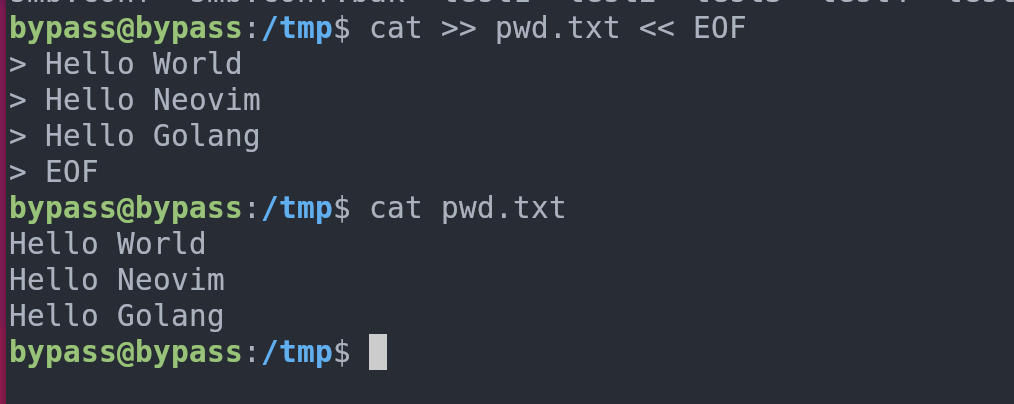 bypass@bypass:/tmp$ cat >> pwd.txt << EOF
> Hello World
> Hello Neovim
> Hello Golang
> EOF
bypass@bypass:/tmp$ cat pwd.txt
Hello World
Hello Neovim
Hello Golang
bypass@bypass:/tmp$